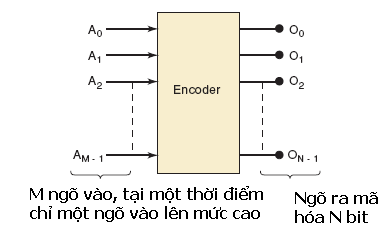 A0
O0
A1
O1
A2
O2
Encoder
AM - 1
ON - 1
M ngõ vào, tại một thời điểm
chỉ một ngõ vào lên mức cao
Ngõ ra mã
hóa N bit